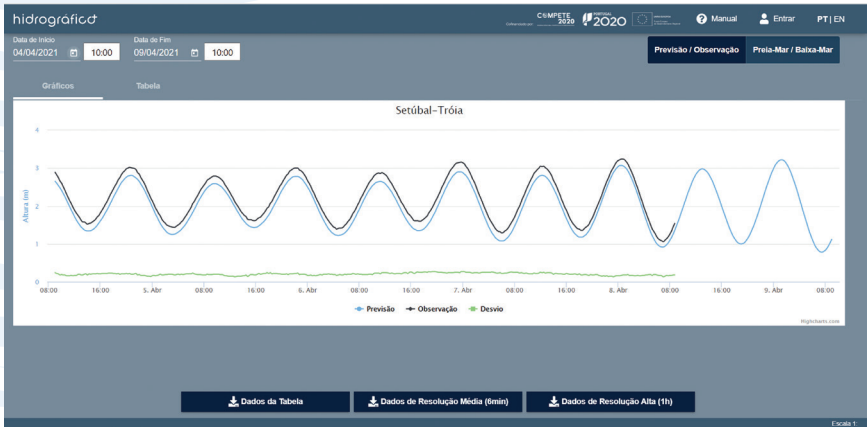 hidrográfico
COMPETE 2020
PORTUGAL 2020
Manual
Entrar
PT | EN
Data de Início
04/04/2021 10:00
Data de Fim
09/04/2021 10:00
Previsão / Observação
Preia-Mar / Baixa-Mar
Gráficos
Tabela
Setúbal–Tróia
Altura (m)
4
3
2
1
0
08:00 16:00 5. Abr 08:00 16:00 6. Abr 08:00 16:00 7. Abr 08:00 16:00 8. Abr 08:00 16:00 9. Abr 08:00
Previsão Observação Desvio
Highcharts.com
Dados da Tabela
Dados de Resolução Média (6min)
Dados de Resolução Alta (1h)
Escala 1: